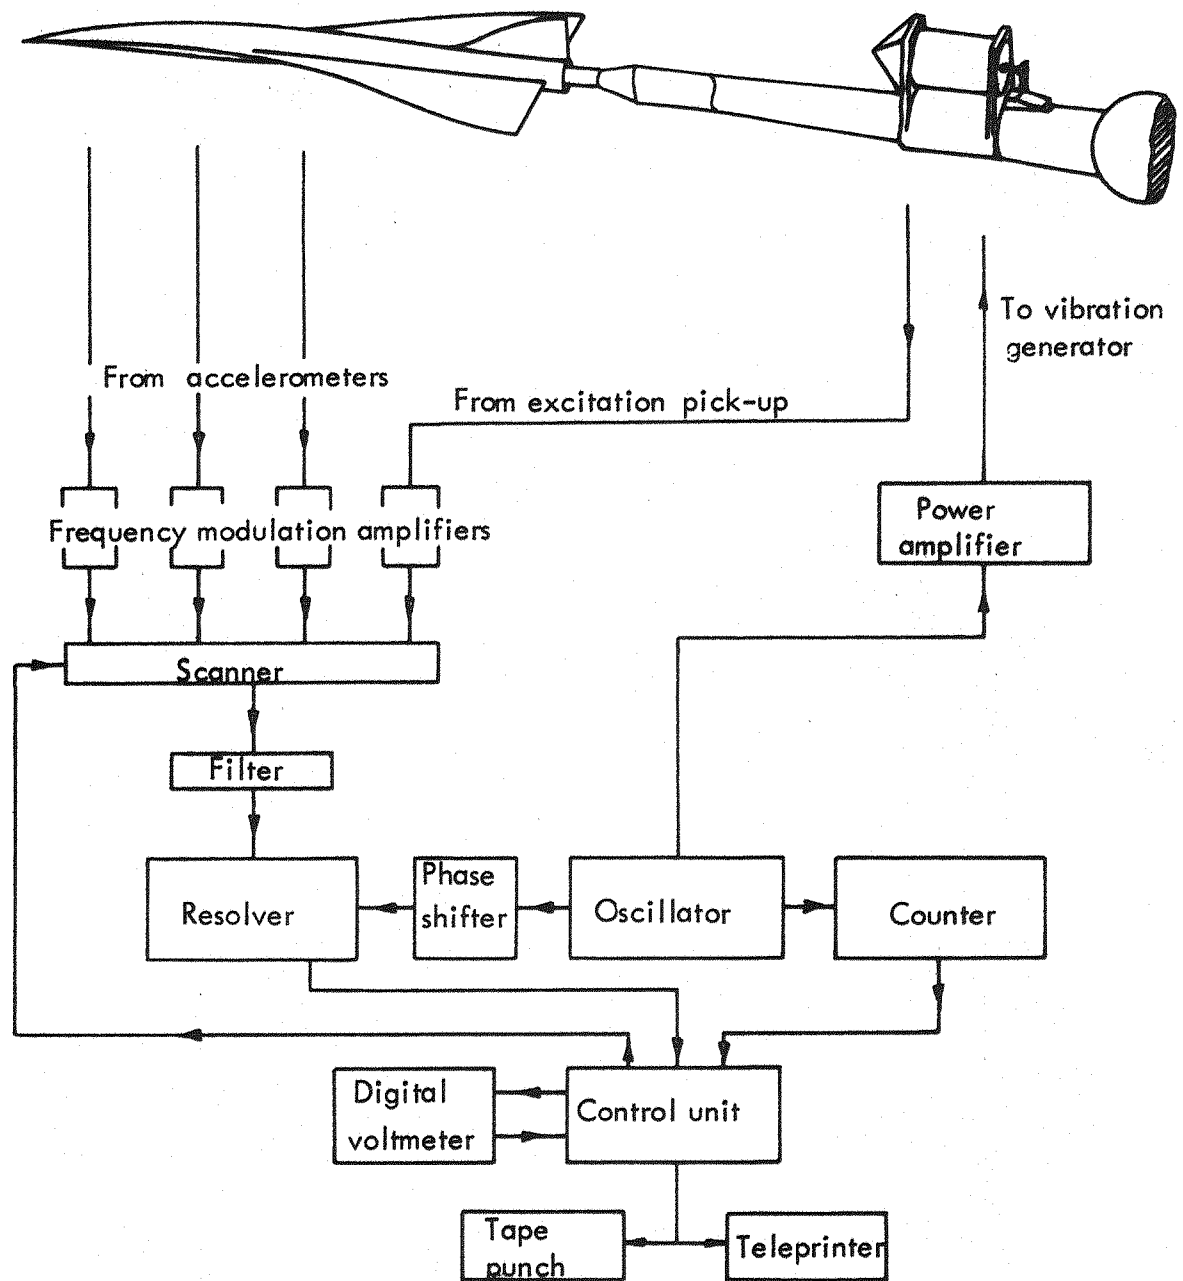 To vibration
generator
From accelerometers
From excitation pick-up
Power
amplifier
Frequency modulation amplifiers
Scanner
Filter
Phase
shifter
Resolver
Oscillator
Counter
Digital
voltmeter
Control unit
Tape
punch
Teleprinter